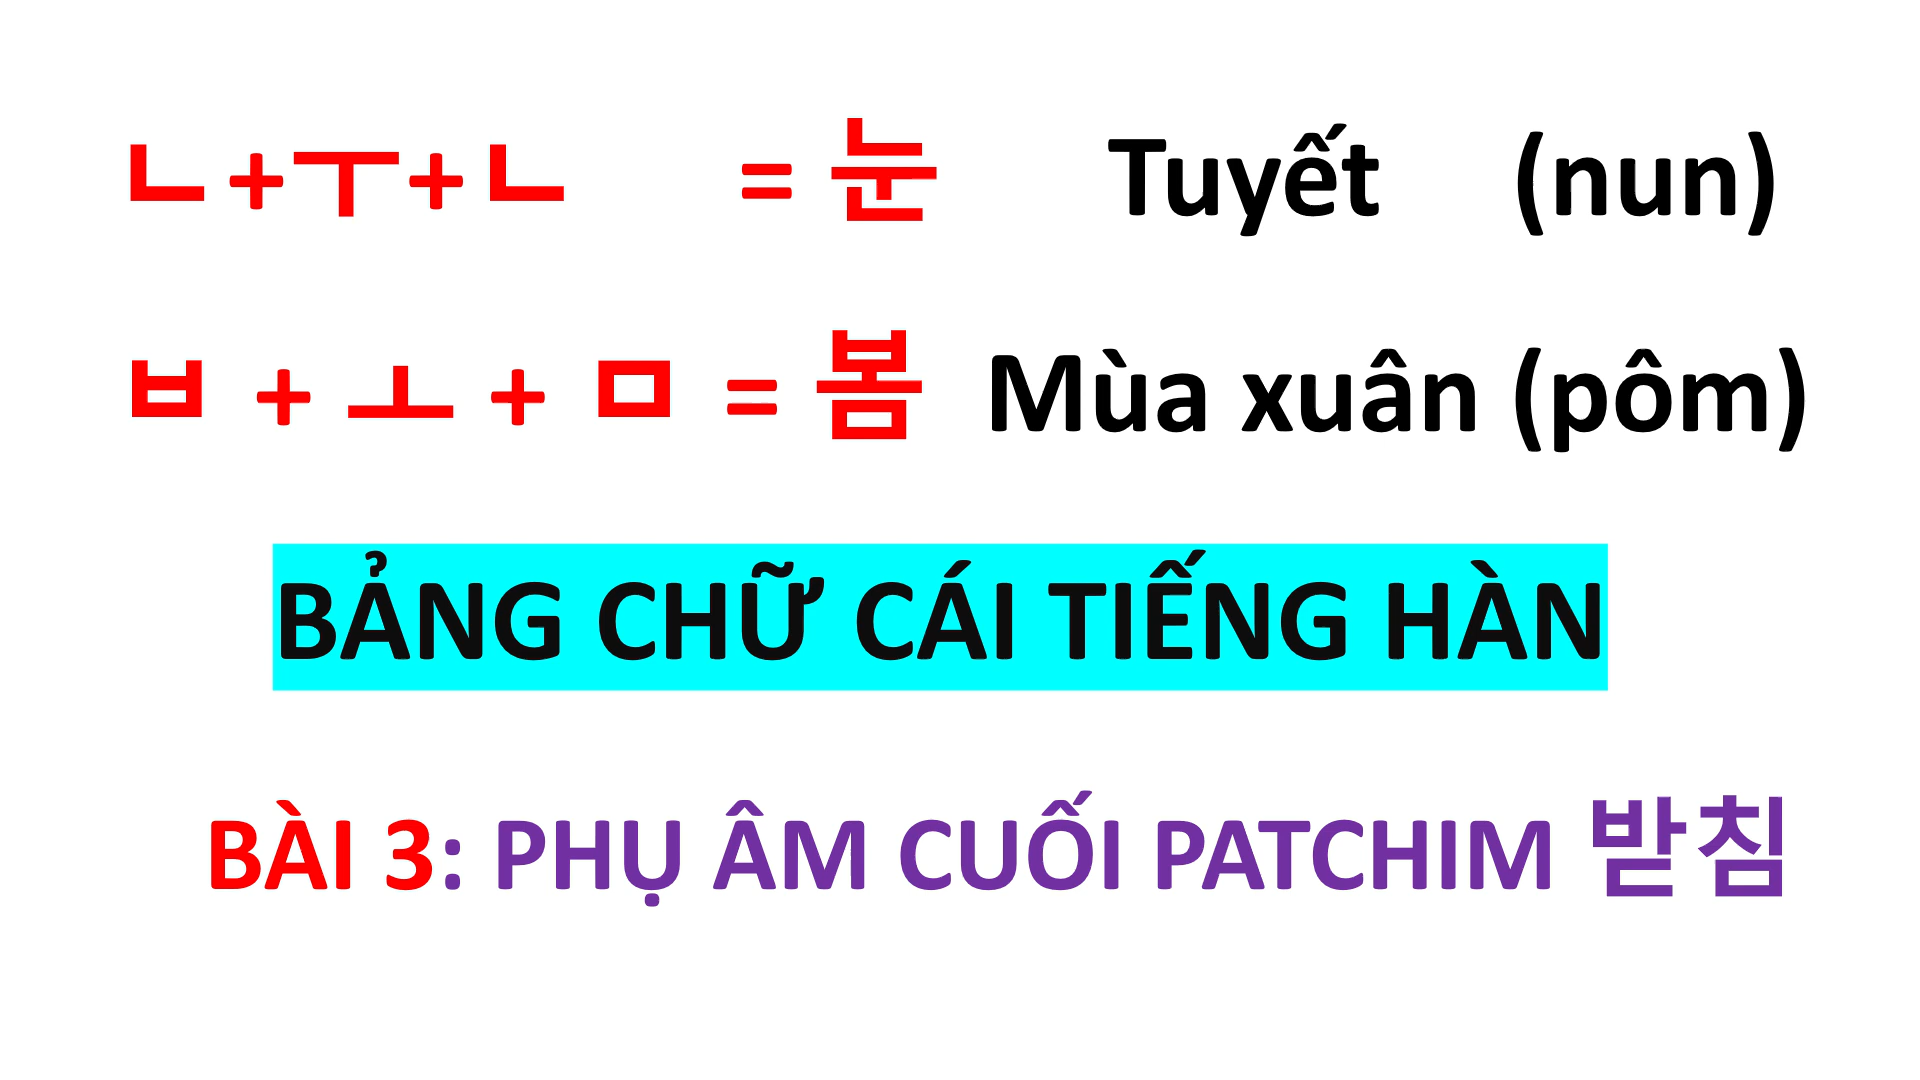 ㄴ+ㅜ+ㄴ = 눈 Tuyết (nun)
ㅂ + ㅗ + ㅁ = 봄 Mùa xuân (pôm)
BẢNG CHỮ CÁI TIẾNG HÀN
BÀI 3: PHỤ ÂM CUỐI PATCHIM 받침